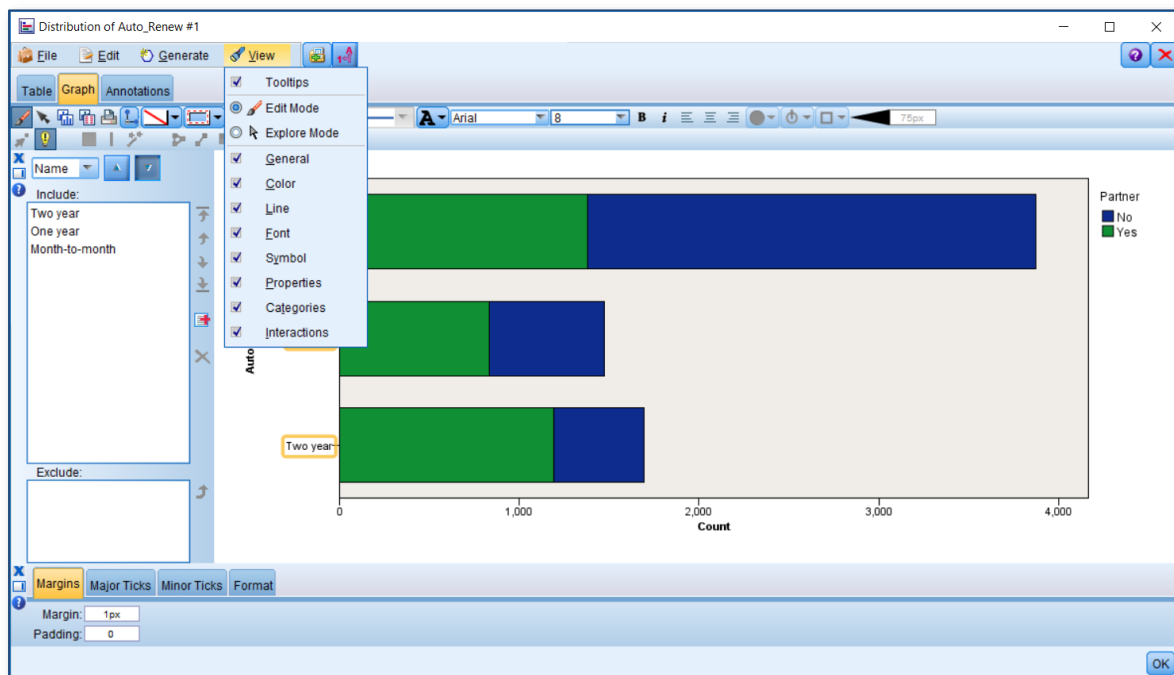 Distribution of Auto_Renew #1
File Edit Generate View
Table Graph Annotations
Tooltips
Edit Mode
Explore Mode
General
Color
Line
Font
Symbol
Properties
Categories
Interactions
A Arial 8 B i 75px
Name
Include:
Two year
One year
Month-to-month
Exclude:
Partner
No
Yes
Auto
Two year
0 1,000 2,000 3,000 4,000
Count
Margins Major Ticks Minor Ticks Format
Margin: 1px
Padding: 0
OK